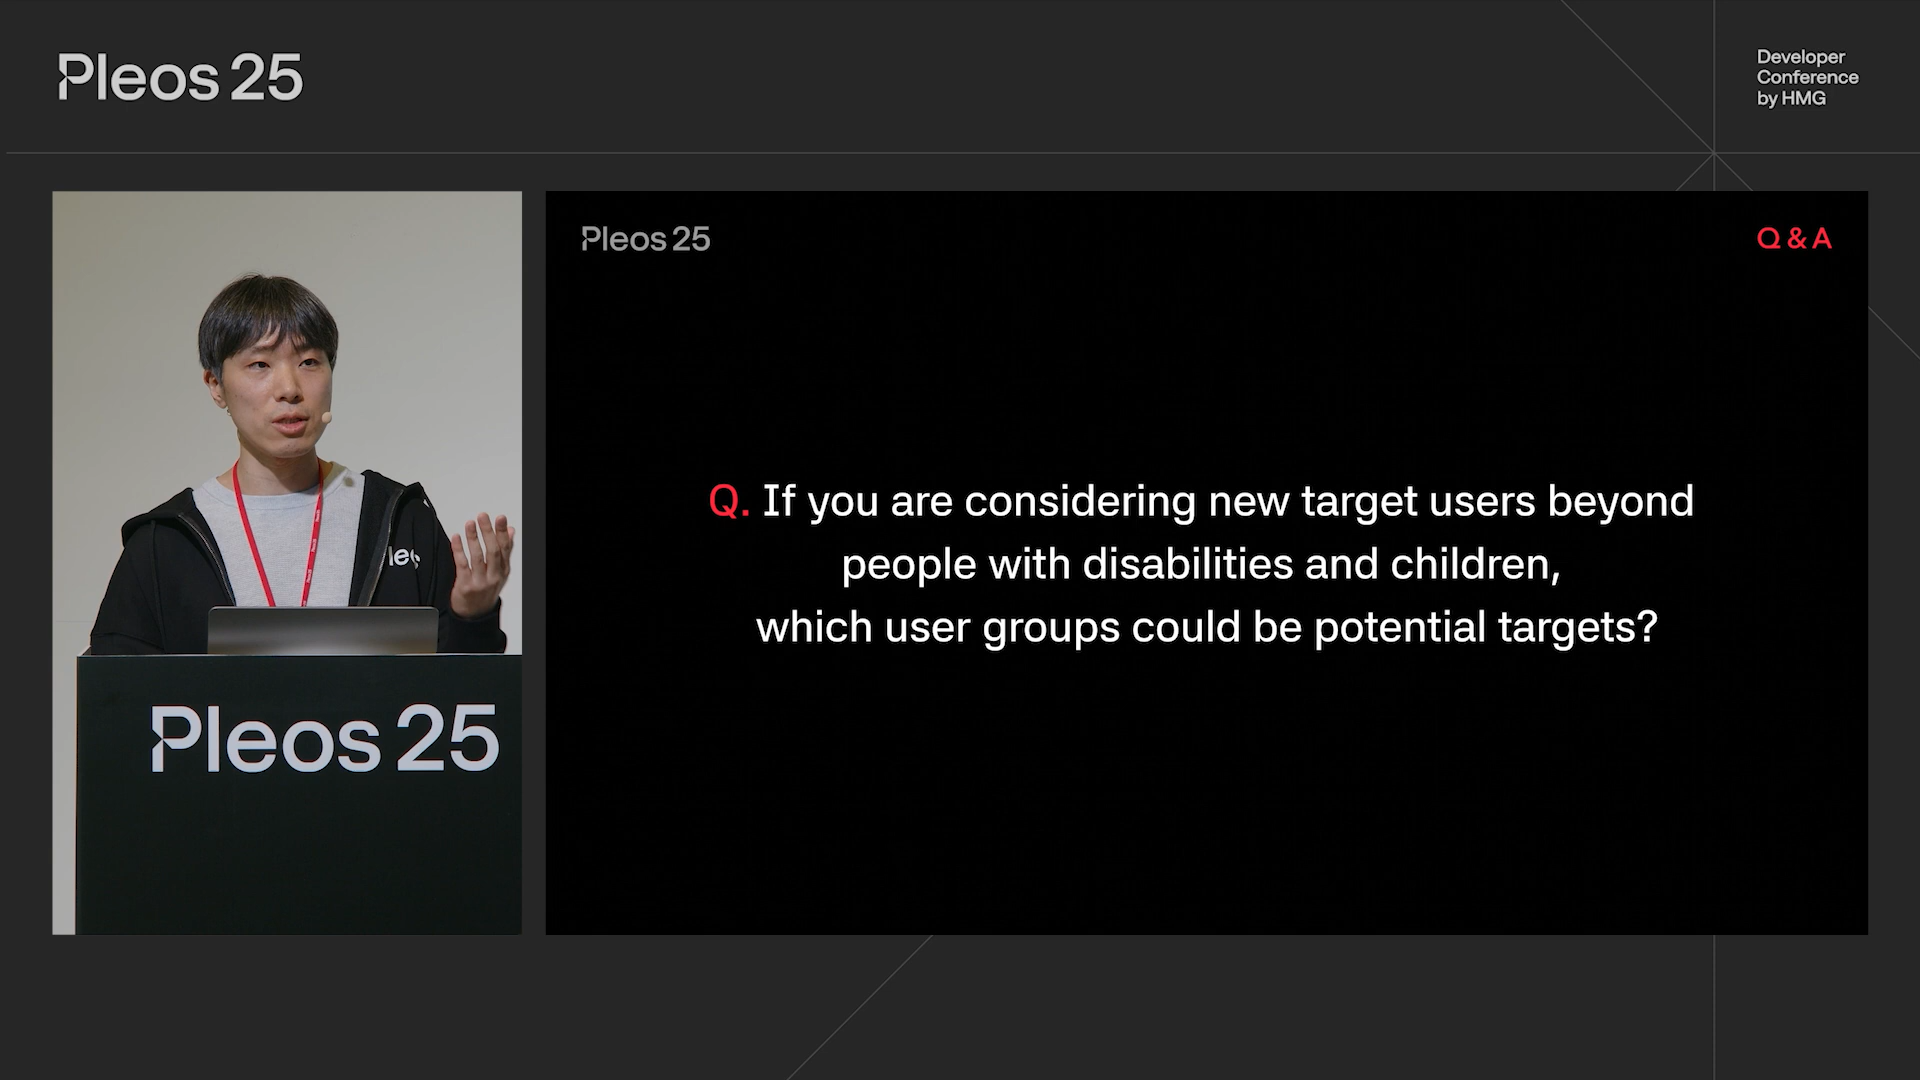 Pleos 25
Developer
Conference
by HMG
Pleos 25
Q & A
Q. If you are considering new target users beyond
people with disabilities and children,
which user groups could be potential targets?
Pleos 25